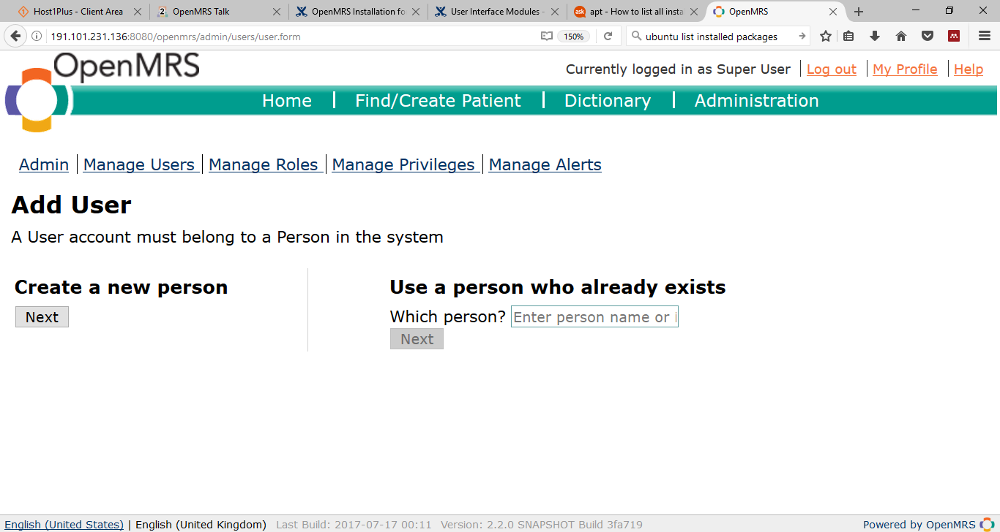 Host1Plus - Client Area
2 OpenMRS Talk
OpenMRS Installation fo
User Interface Modules -
ask apt - How to list all insta
OpenMRS
191.101.231.136:8080/openmrs/admin/users/user.form
150%
ubuntu list installed packages
OpenMRS
Currently logged in as Super User | Log out | My Profile | Help
Home | Find/Create Patient | Dictionary | Administration
Admin | Manage Users | Manage Roles | Manage Privileges | Manage Alerts
Add User
A User account must belong to a Person in the system
Create a new person
Next
Use a person who already exists
Which person? Enter person name or i
Next
English (United States) | English (United Kingdom) Last Build: 2017-07-17 00:11 Version: 2.2.0 SNAPSHOT Build 3fa719
Powered by OpenMRS